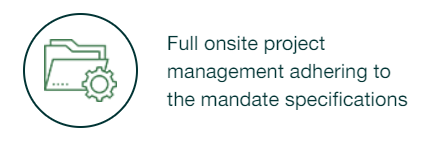 Full onsite project
management adhering to
the mandate specifications